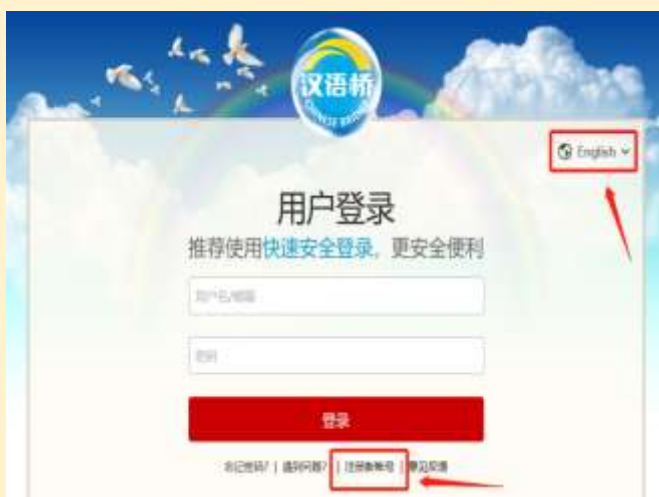 汉语桥
CHINESE BRIDGE
English
用户登录
推荐使用快速安全登录，更安全便利
用户名/邮箱
密码
登录
忘记密码? | 遇到问题? | 注册新帐号 | 意见反馈